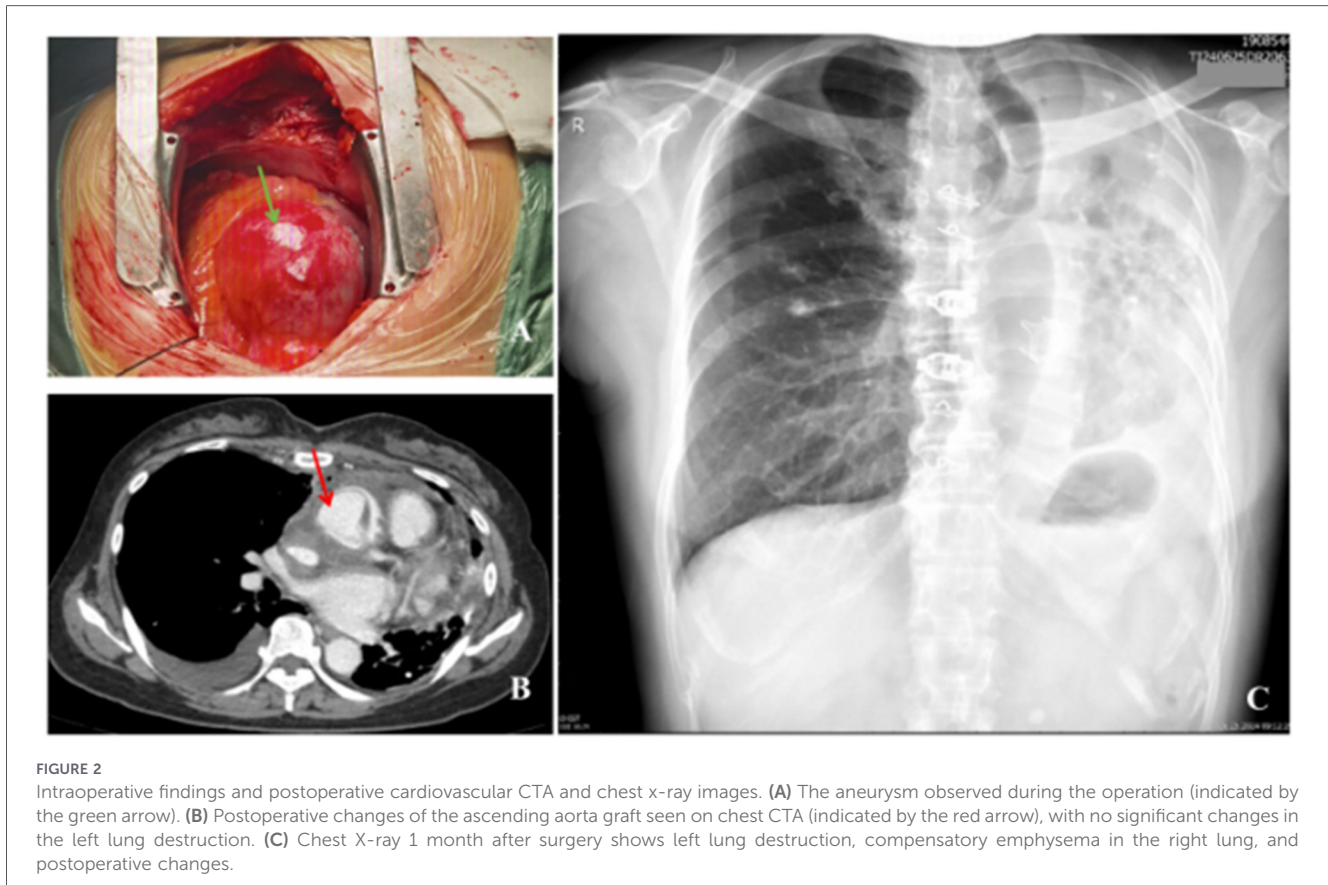 1908544
R
A
B
C
FIGURE 2
Intraoperative findings and postoperative cardiovascular CTA and chest x-ray images. (A) The aneurysm observed during the operation (indicated by
the green arrow). (B) Postoperative changes of the ascending aorta graft seen on chest CTA (indicated by the red arrow), with no significant changes in
the left lung destruction. (C) Chest X-ray 1 month after surgery shows left lung destruction, compensatory emphysema in the right lung, and
postoperative changes.